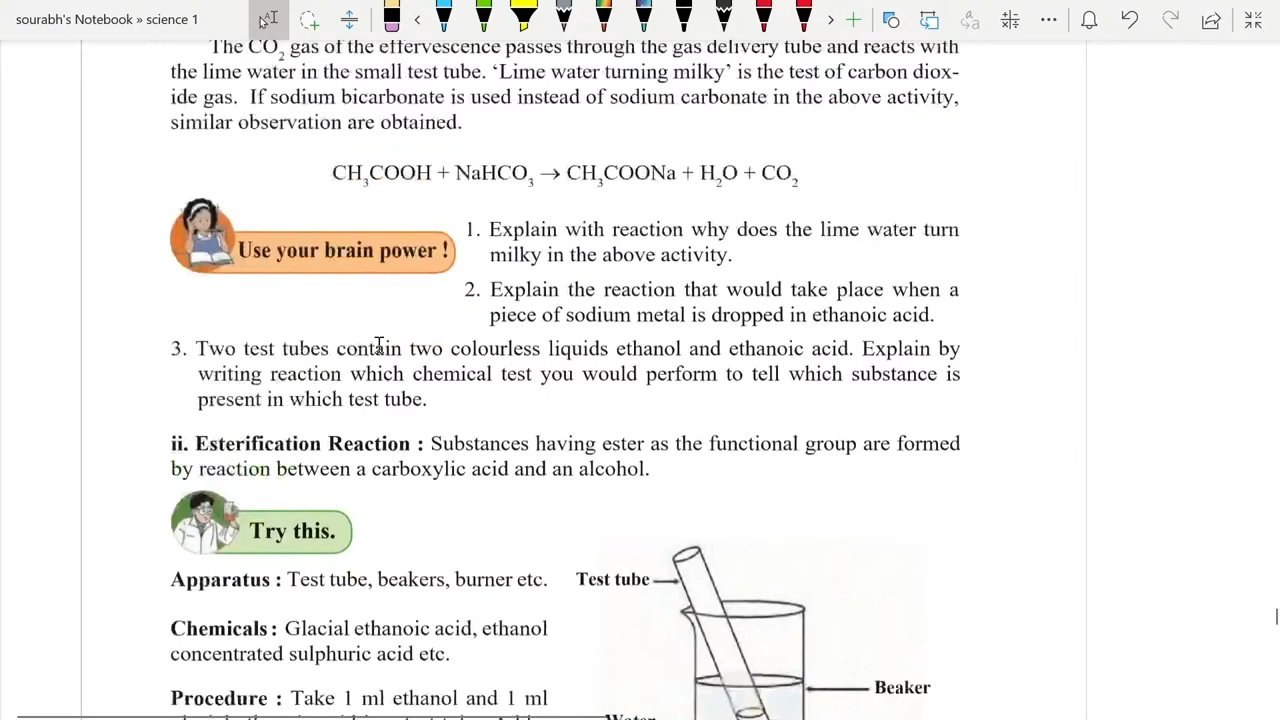 sourabh's Notebook » science 1
The CO2 gas of the effervescence passes through the gas delivery tube and reacts with
the lime water in the small test tube. ‘Lime water turning milky’ is the test of carbon diox-
ide gas. If sodium bicarbonate is used instead of sodium carbonate in the above activity,
similar observation are obtained.
CH3COOH + NaHCO3 → CH3COONa + H2O + CO2
Use your brain power !
1. Explain with reaction why does the lime water turn
milky in the above activity.
2. Explain the reaction that would take place when a
piece of sodium metal is dropped in ethanoic acid.
3. Two test tubes contain two colourless liquids ethanol and ethanoic acid. Explain by
writing reaction which chemical test you would perform to tell which substance is
present in which test tube.
ii. Esterification Reaction : Substances having ester as the functional group are formed
by reaction between a carboxylic acid and an alcohol.
Try this.
Apparatus : Test tube, beakers, burner etc.
Chemicals : Glacial ethanoic acid, ethanol
concentrated sulphuric acid etc.
Procedure : Take 1 ml ethanol and 1 ml
Test tube
Beaker
Water